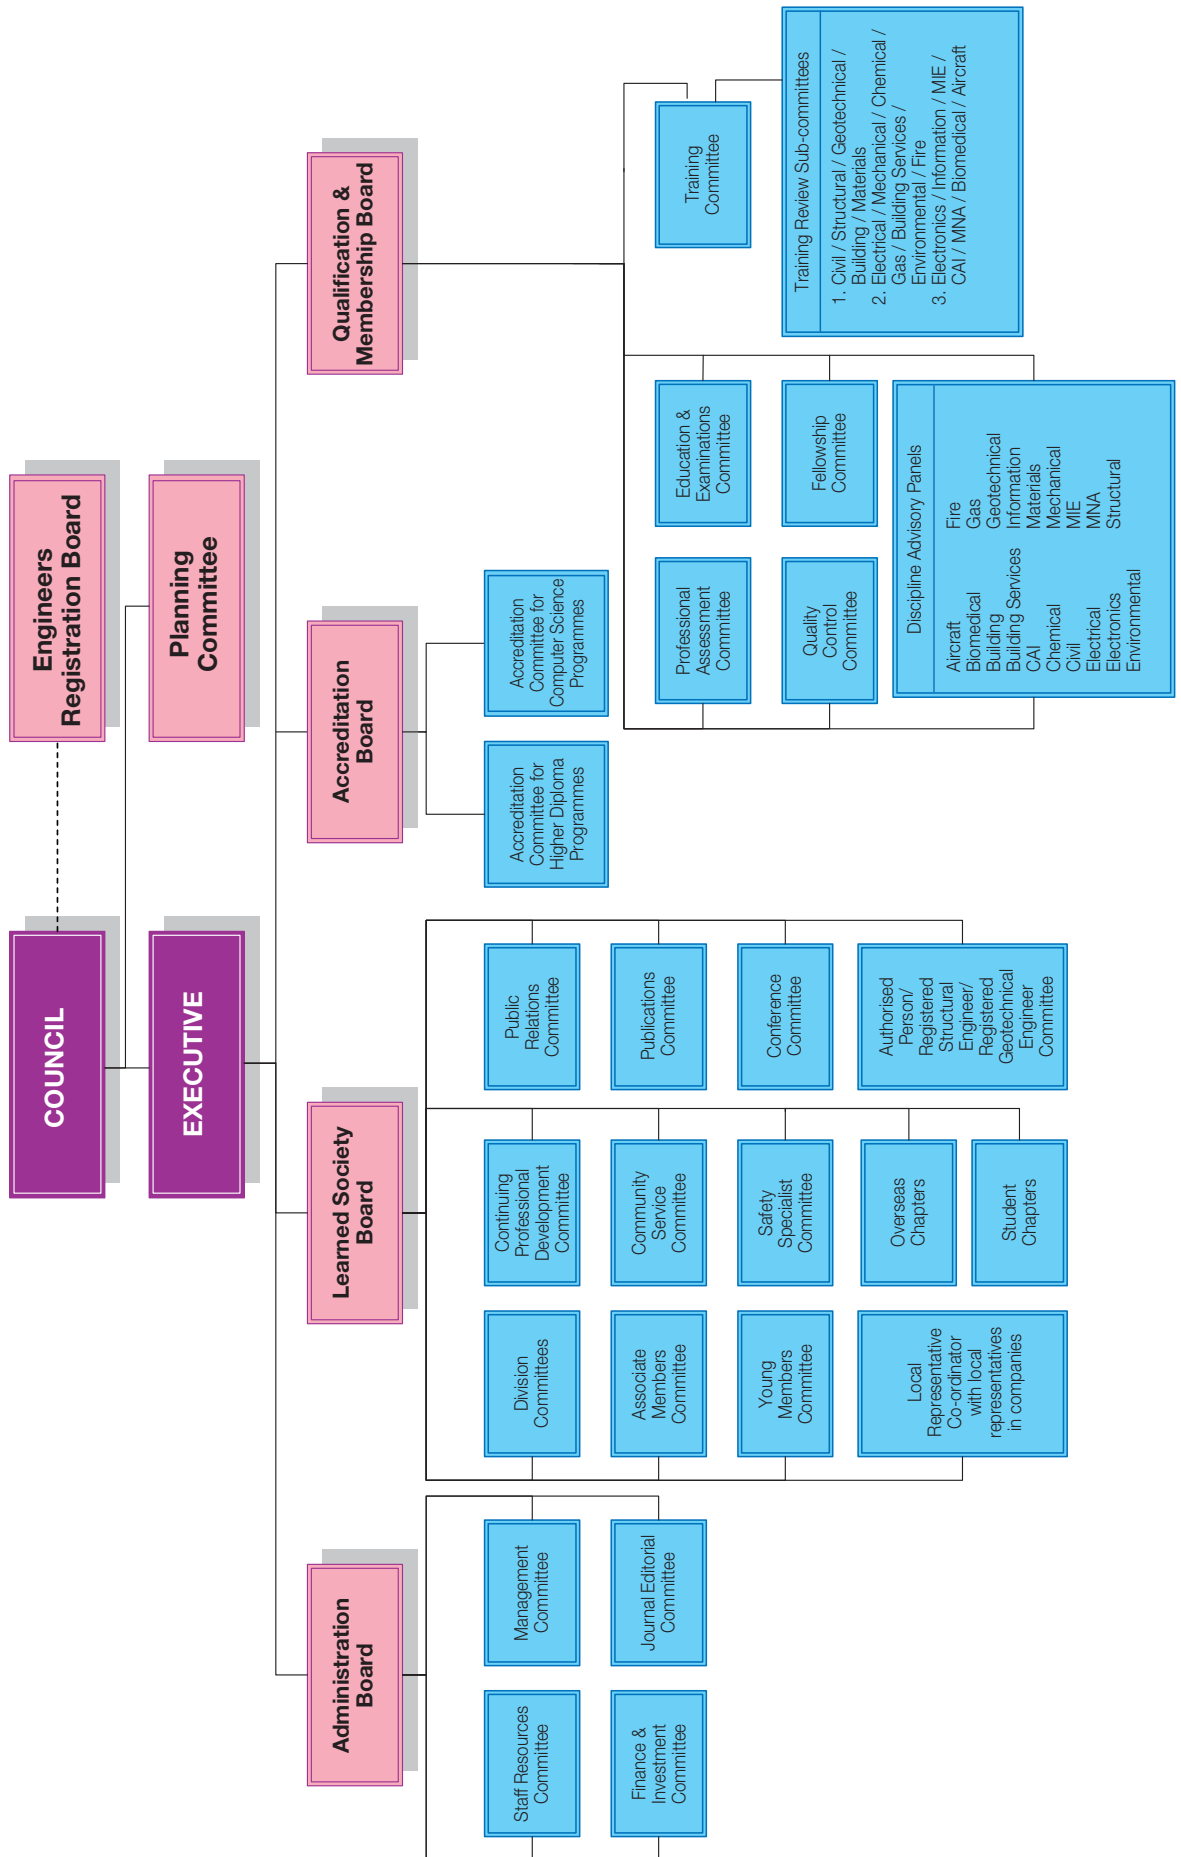 COUNCIL
Engineers
Registration Board
EXECUTIVE
Planning
Committee
Administration
Board
Learned Society
Board
Accreditation
Board
Qualification &
Membership Board
Staff Resources
Committee
Management
Committee
Finance &
Investment
Committee
Journal Editorial
Committee
Division
Committees
Continuing
Professional
Development
Committee
Public
Relations
Committee
Associate
Members
Committee
Community
Service
Committee
Publications
Committee
Young
Members
Committee
Safety
Specialist
Committee
Conference
Committee
Local
Representative
Co-ordinator
with local
representatives
in companies
Overseas
Chapters
Student
Chapters
Authorised
Person/
Registered
Structural
Engineer/
Registered
Geotechnical
Engineer
Committee
Accreditation
Committee for
Higher Diploma
Programmes
Accreditation
Committee for
Computer Science
Programmes
Professional
Assessment
Committee
Education &
Examinations
Committee
Training
Committee
Quality
Control
Committee
Fellowship
Committee
Training Review Sub-committees
1. Civil / Structural / Geotechnical /
Building / Materials
2. Electrical / Mechanical / Chemical /
Gas / Building Services /
Environmental / Fire
3. Electronics / Information / MIE /
CAI / MNA / Biomedical / Aircraft
Discipline Advisory Panels
Aircraft
Biomedical
Building
Building Services
CAI
Chemical
Civil
Electrical
Electronics
Environmental
Fire
Gas
Geotechnical
Information
Materials
Mechanical
MIE
MNA
Structural